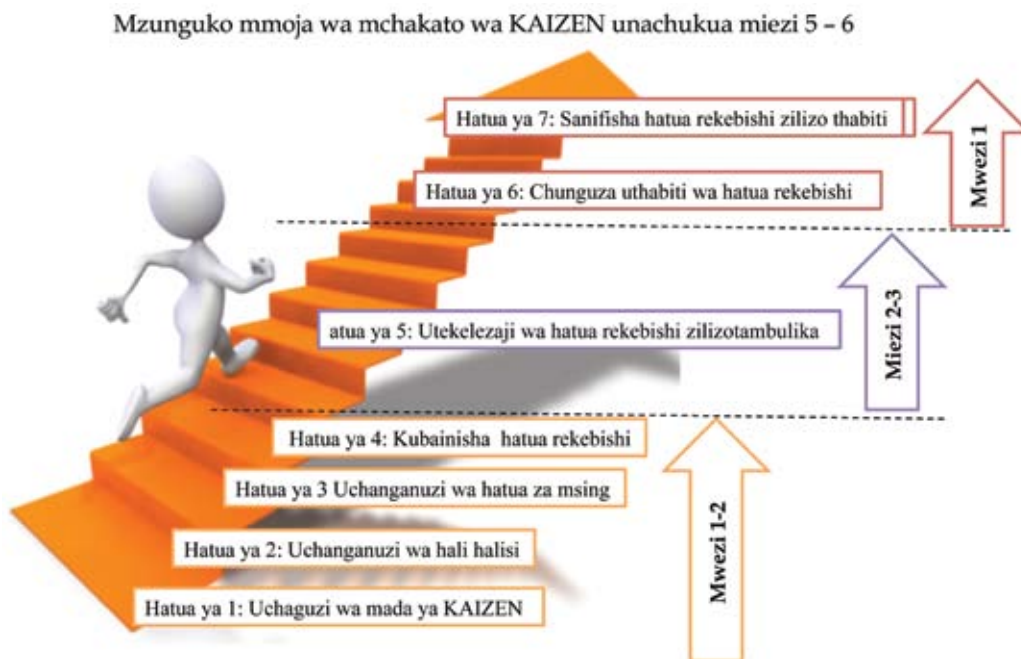 Mzunguko mmoja wa mchakato wa KAIZEN unachukua miezi 5 – 6
Hatua ya 7: Sanifisha hatua rekebishi zilizo thabiti
Hatua ya 6: Chunguza uthabiti wa hatua rekebishi
Mwezi 1
atua ya 5: Utekelezaji wa hatua rekebishi zilizotambulika
Miezi 2-3
Hatua ya 4: Kubainisha hatua rekebishi
Hatua ya 3 Uchanganuzi wa hatua za msing
Hatua ya 2: Uchanganuzi wa hali halisi
Hatua ya 1: Uchaguzi wa mada ya KAIZEN
Mwezi 1-2